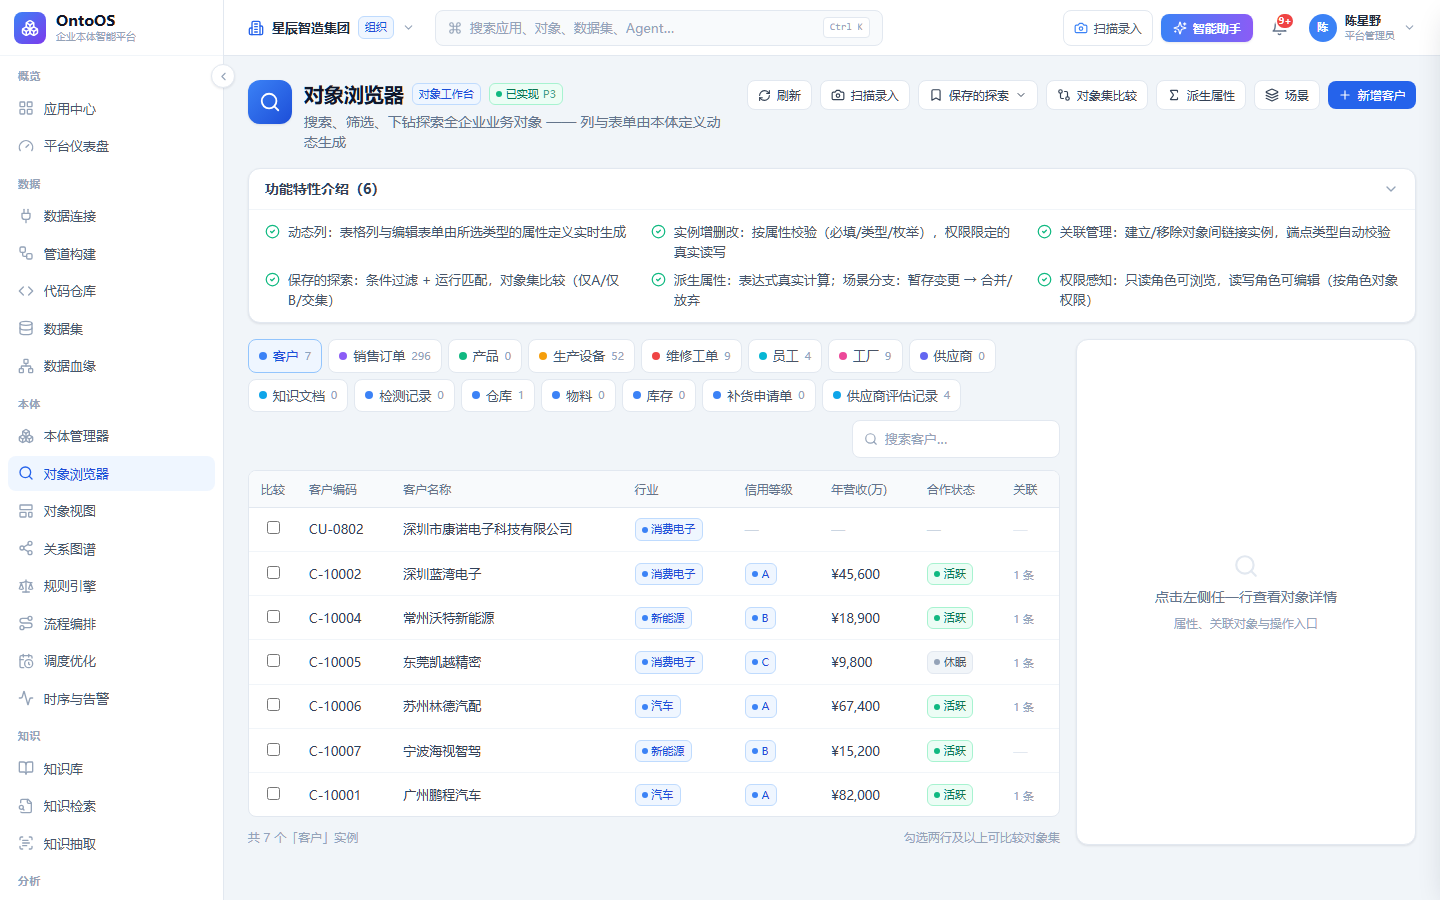 OntoOS
企业本体智能平台
星辰智造集团
组织
搜索应用、对象、数据集、Agent...
Ctrl K
扫描录入
智能助手
9+
陈
陈星野
平台管理员
概览
应用中心
平台仪表盘
数据
数据连接
管道构建
代码仓库
数据集
数据血缘
本体
本体管理器
对象浏览器
对象视图
关系图谱
规则引擎
流程编排
调度优化
时序与告警
知识
知识库
知识检索
知识抽取
分析
对象浏览器
对象工作台
已实现 P3
搜索、筛选、下钻探索全企业业务对象 —— 列与表单由本体定义动
态生成
刷新
扫描录入
保存的探索
对象集比较
派生属性
场景
新增客户
功能特性介绍（6）
动态列：表格列与编辑表单由所选类型的属性定义实时生成
实例增删改：按属性校验（必填/类型/枚举），权限限定的
真实读写
关联管理：建立/移除对象间链接实例，端点类型自动校验
保存的探索：条件过滤 + 运行匹配，对象集比较（仅A/仅
B/交集）
派生属性：表达式真实计算；场景分支：暂存变更 → 合并/
放弃
权限感知：只读角色可浏览，读写角色可编辑（按角色对象
权限）
客户 7
销售订单 296
产品 0
生产设备 52
维修工单 9
员工 4
工厂 9
供应商 0
知识文档 0
检测记录 0
仓库 1
物料 0
库存 0
补货申请单 0
供应商评估记录 4
搜索客户...
比较 客户编码 客户名称 行业 信用等级 年营收(万) 合作状态 关联
CU-0802 深圳市康诺电子科技有限公司 消费电子 — — — —
C-10002 深圳蓝湾电子 消费电子 A ¥45,600 活跃 1 条
C-10004 常州沃特新能源 新能源 B ¥18,900 活跃 1 条
C-10005 东莞凯越精密 消费电子 C ¥9,800 休眠 1 条
C-10006 苏州林德汽配 汽车 A ¥67,400 活跃 1 条
C-10007 宁波海视智驾 新能源 B ¥15,200 活跃 —
C-10001 广州鹏程汽车 汽车 A ¥82,000 活跃 1 条
共 7 个「客户」实例
勾选两行及以上可比较对象集
点击左侧任一行查看对象详情
属性、关联对象与操作入口